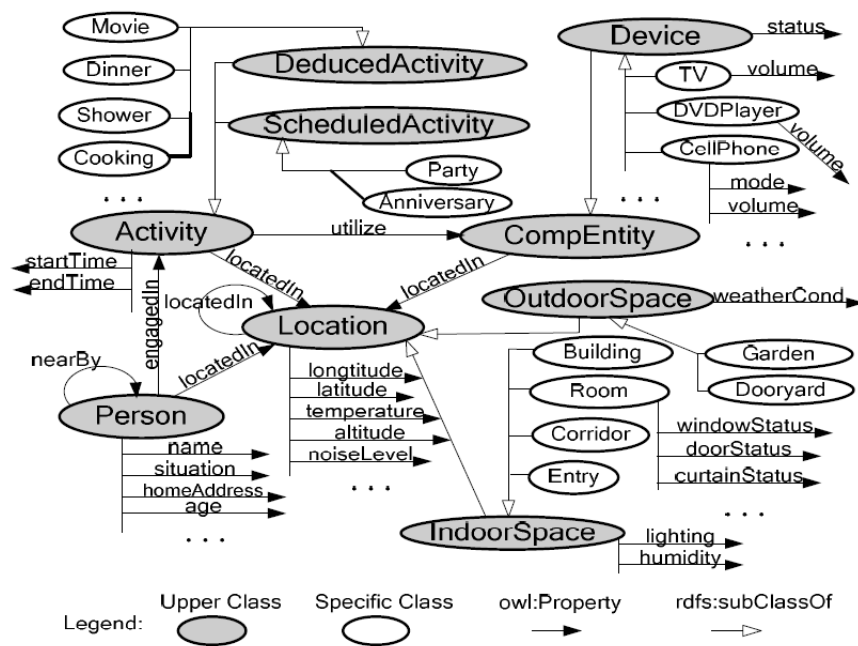 Movie
Dinner
Shower
Cooking
. . .
DeducedActivity
ScheduledActivity
Party
Anniversary
Device
status
TV
volume
DVDPlayer
volume
CellPhone
mode
volume
. . .
. . .
Activity
utilize
CompEntity
startTime
endTime
engagedIn
locatedIn
locatedIn
locatedIn
Location
locatedIn
nearBy
Person
name
situation
homeAddress
age
. . .
longtitude
latitude
temperature
altitude
noiseLevel
. . .
OutdoorSpace
weatherCond
Garden
Dooryard
Building
Room
Corridor
Entry
windowStatus
doorStatus
curtainStatus
. . .
IndoorSpace
lighting
humidity
Legend:
Upper Class
Specific Class
owl:Property
rdfs:subClassOf